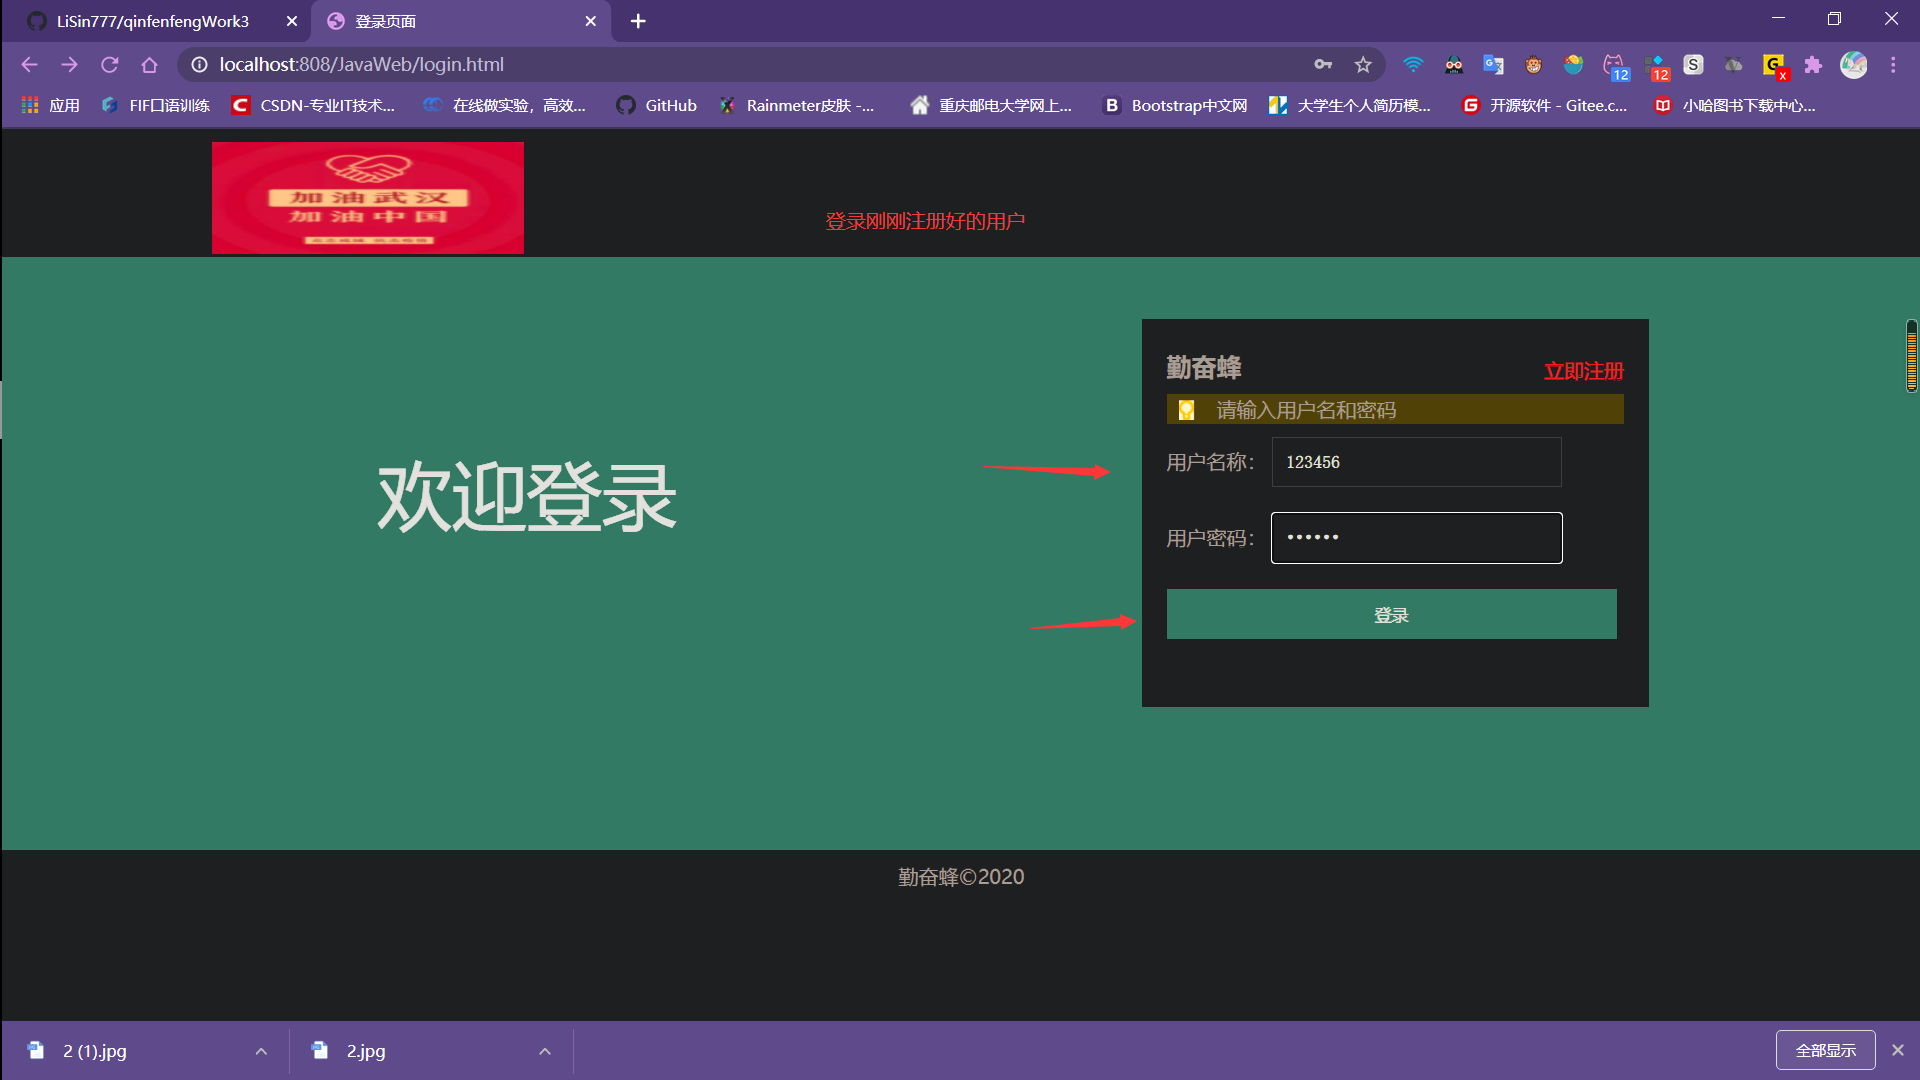 LiSin777/qinfenfengWork3
登录页面
localhost:808/JavaWeb/login.html
12
12
S
G
x
应用
FIF口语训练
CSDN-专业IT技术...
在线做实验，高效...
GitHub
Rainmeter皮肤 -...
重庆邮电大学网上...
B
Bootstrap中文网
大学生个人简历模...
G
开源软件 - Gitee.c...
小哈图书下载中心...
加油武汉
加油中国
登录刚刚注册好的用户
勤奋蜂
立即注册
请输入用户名和密码
用户名称：
123456
欢迎登录
用户密码：
••••••
登录
勤奋蜂©2020
2 (1).jpg
2.jpg
全部显示